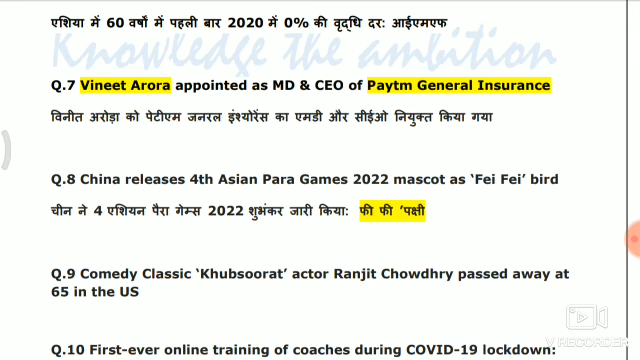 एशिया में 60 वर्षों में पहली बार 2020 में 0% की वृद्धि दर: आईएमएफ
Knowledge the ambition
Q.7 Vineet Arora appointed as MD & CEO of Paytm General Insurance
विनीत अरोड़ा को पेटीएम जनरल इंश्योरेंस का एमडी और सीईओ नियुक्त किया गया
Q.8 China releases 4th Asian Para Games 2022 mascot as ‘Fei Fei’ bird
चीन ने 4 एशियन पैरा गेम्स 2022 शुभंकर जारी किया: फी फी ’पक्षी
Q.9 Comedy Classic ‘Khubsoorat’ actor Ranjit Chowdhry passed away at
65 in the US
V RECORDER
Q.10 First-ever online training of coaches during COVID-19 lockdown: